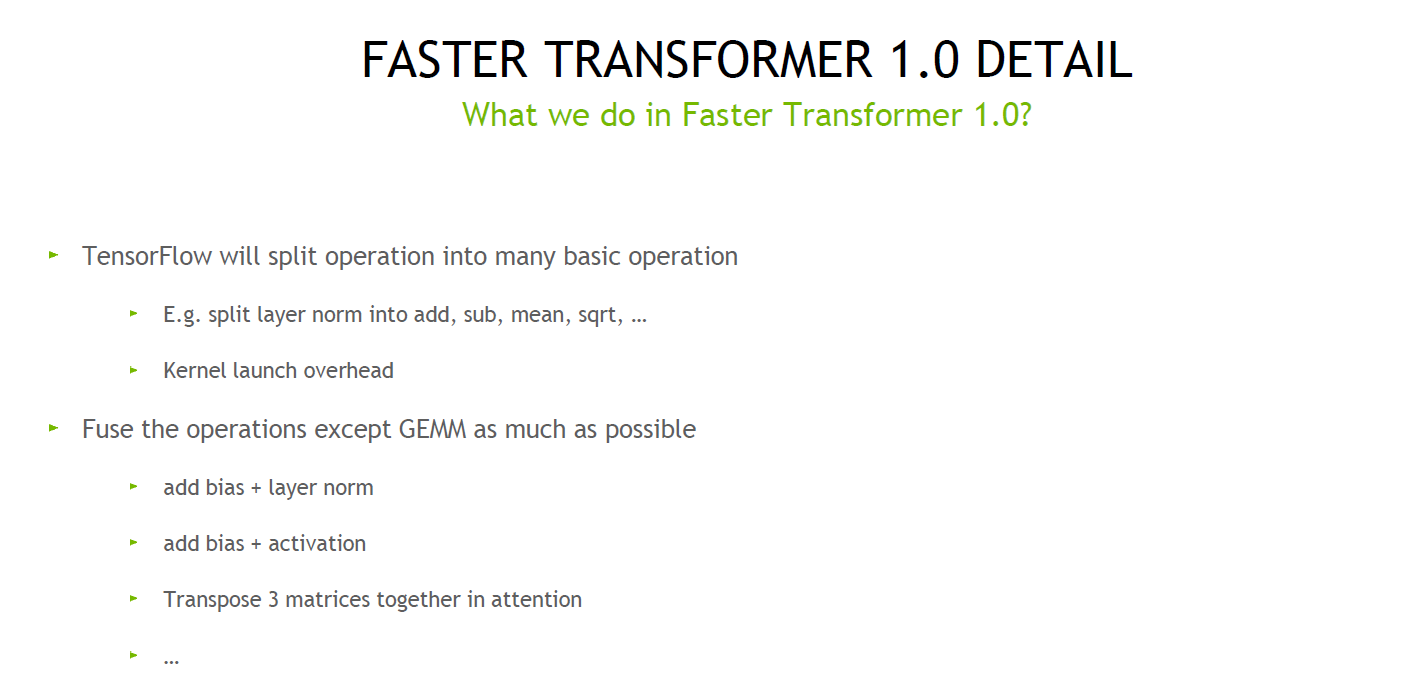 FASTER TRANSFORMER 1.0 DETAIL
What we do in Faster Transformer 1.0?
TensorFlow will split operation into many basic operation
E.g. split layer norm into add, sub, mean, sqrt, …
Kernel launch overhead
Fuse the operations except GEMM as much as possible
add bias + layer norm
add bias + activation
Transpose 3 matrices together in attention
…